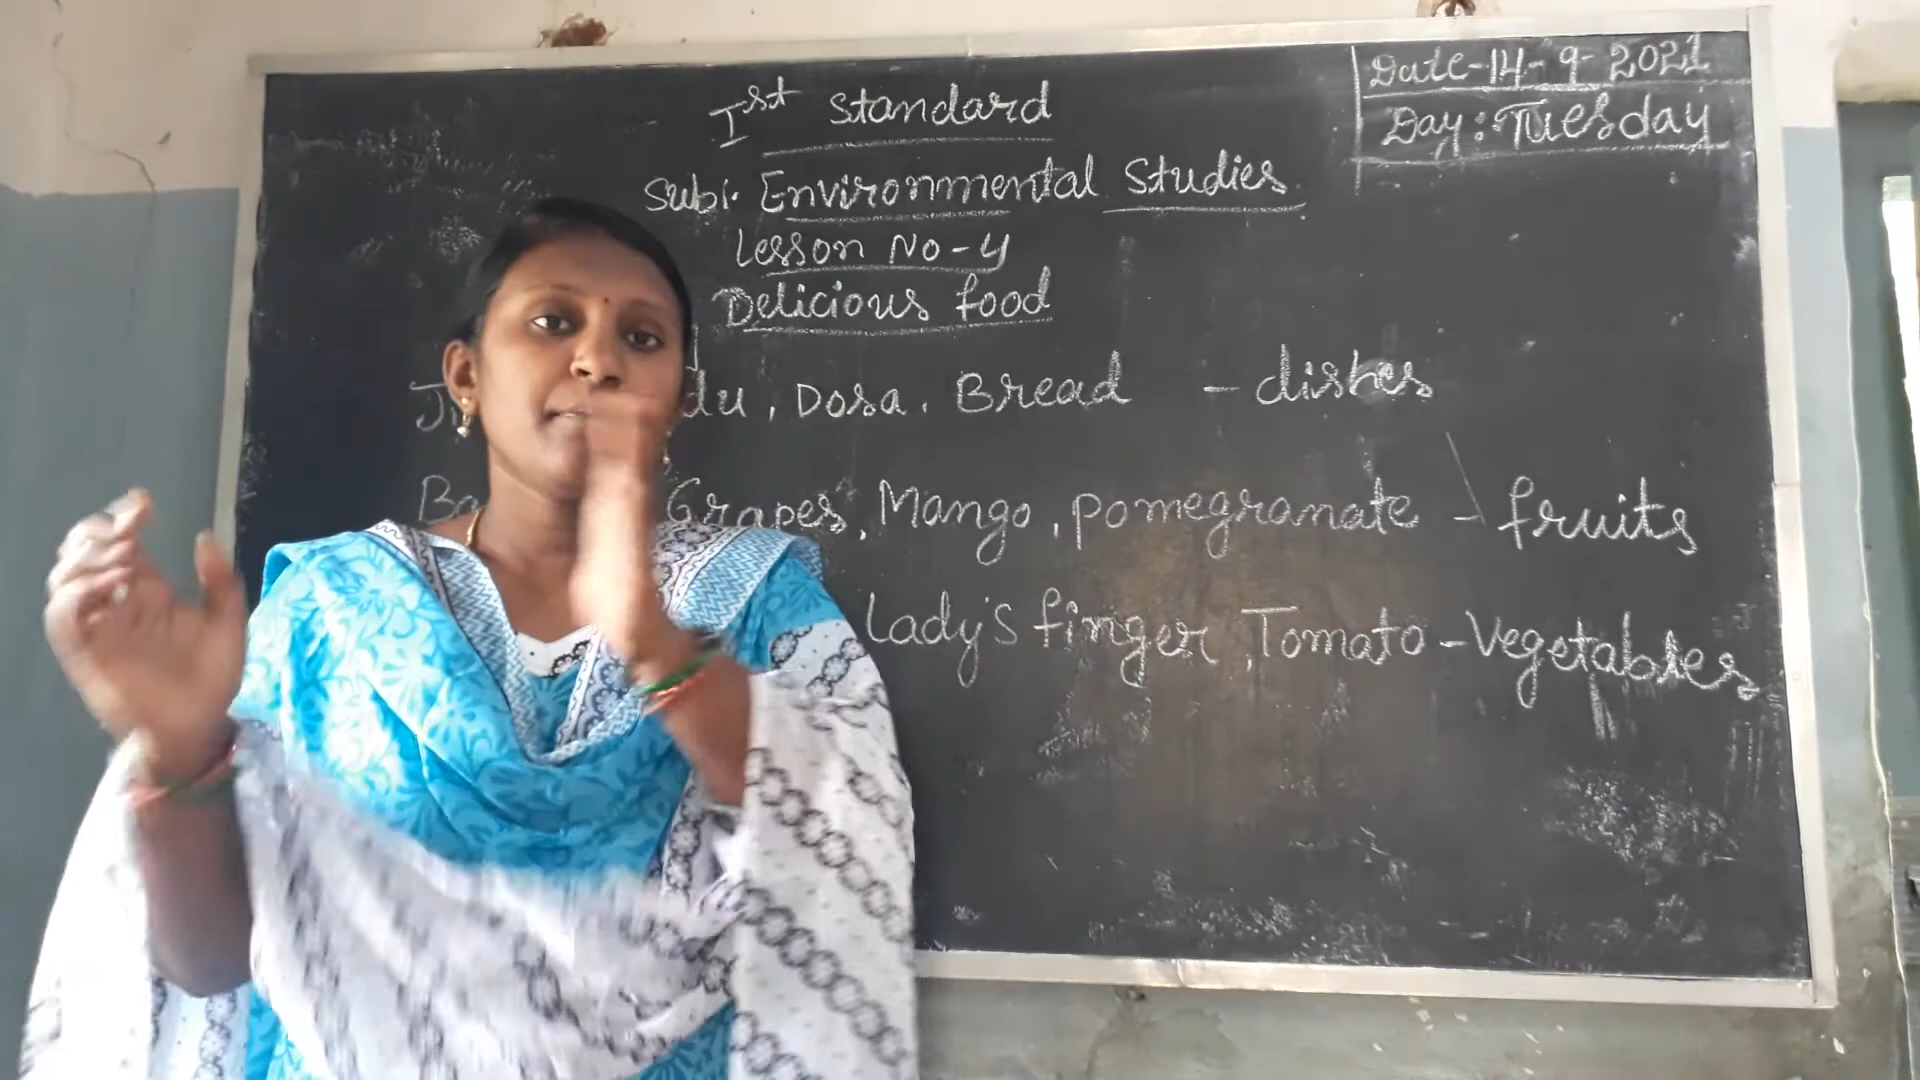 Date-14-9-2021
Day:Tuesday
Ist Standard
Sub:. Environmental Studies
Lesson No-4
Delicious food
Dosa, Bread - dishes
Grapes, Mango, pomegranate - fruits
Lady's finger, Tomato-Vegetables